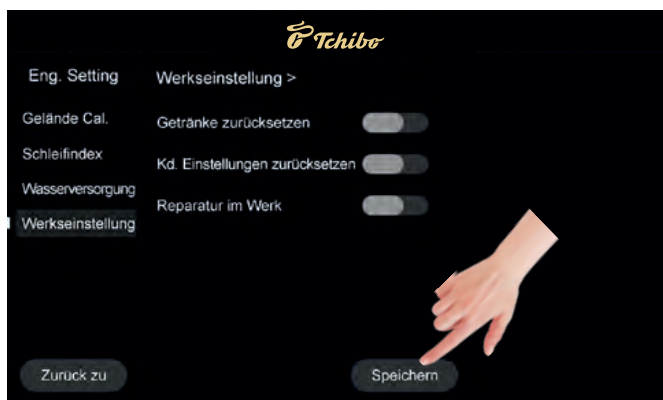 Tchibo
Eng. Setting
Werkseinstellung >
Gelände Cal.
Getränke zurücksetzen
Schleifindex
Kd. Einstellungen zurücksetzen
Wasserversorgung
Reparatur im Werk
Werkseinstellung
Zurück zu
Speichern